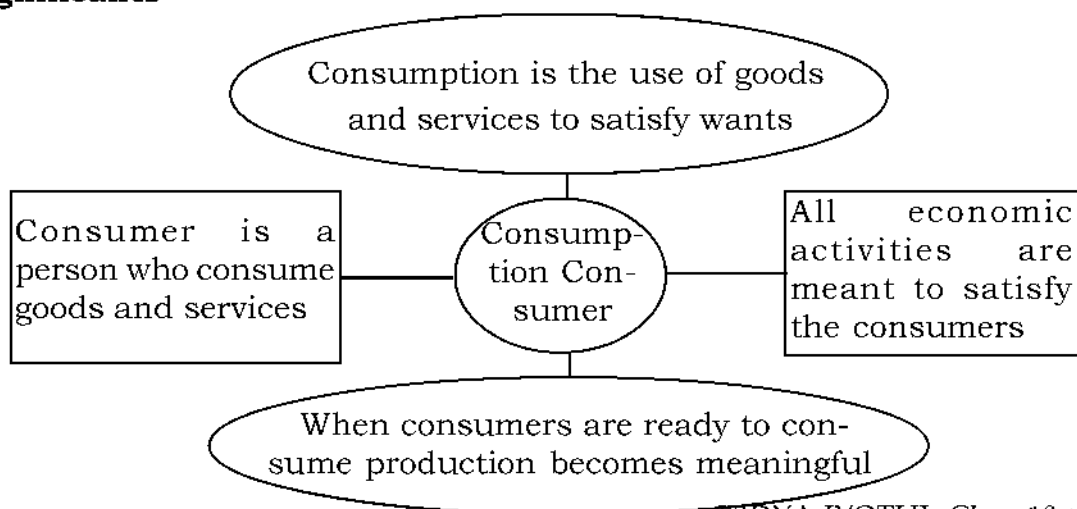 Consumption is the use of goods
and services to satisfy wants
Consumer is a
person who consume
goods and services
Consump-
tion Con-
sumer
All economic
activities are
meant to satisfy
the consumers
When consumers are ready to con-
sume production becomes meaningful